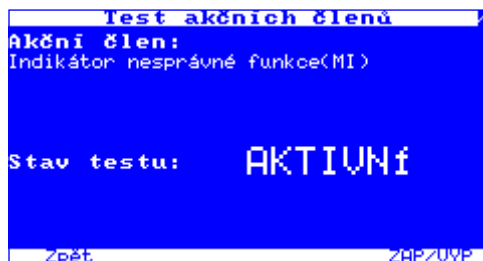 Test akčních členů
Akční člen:
Indikátor nesprávné funkce(MI)
Stav testu: AKTIVNÍ
Zpět ZAP/VYP